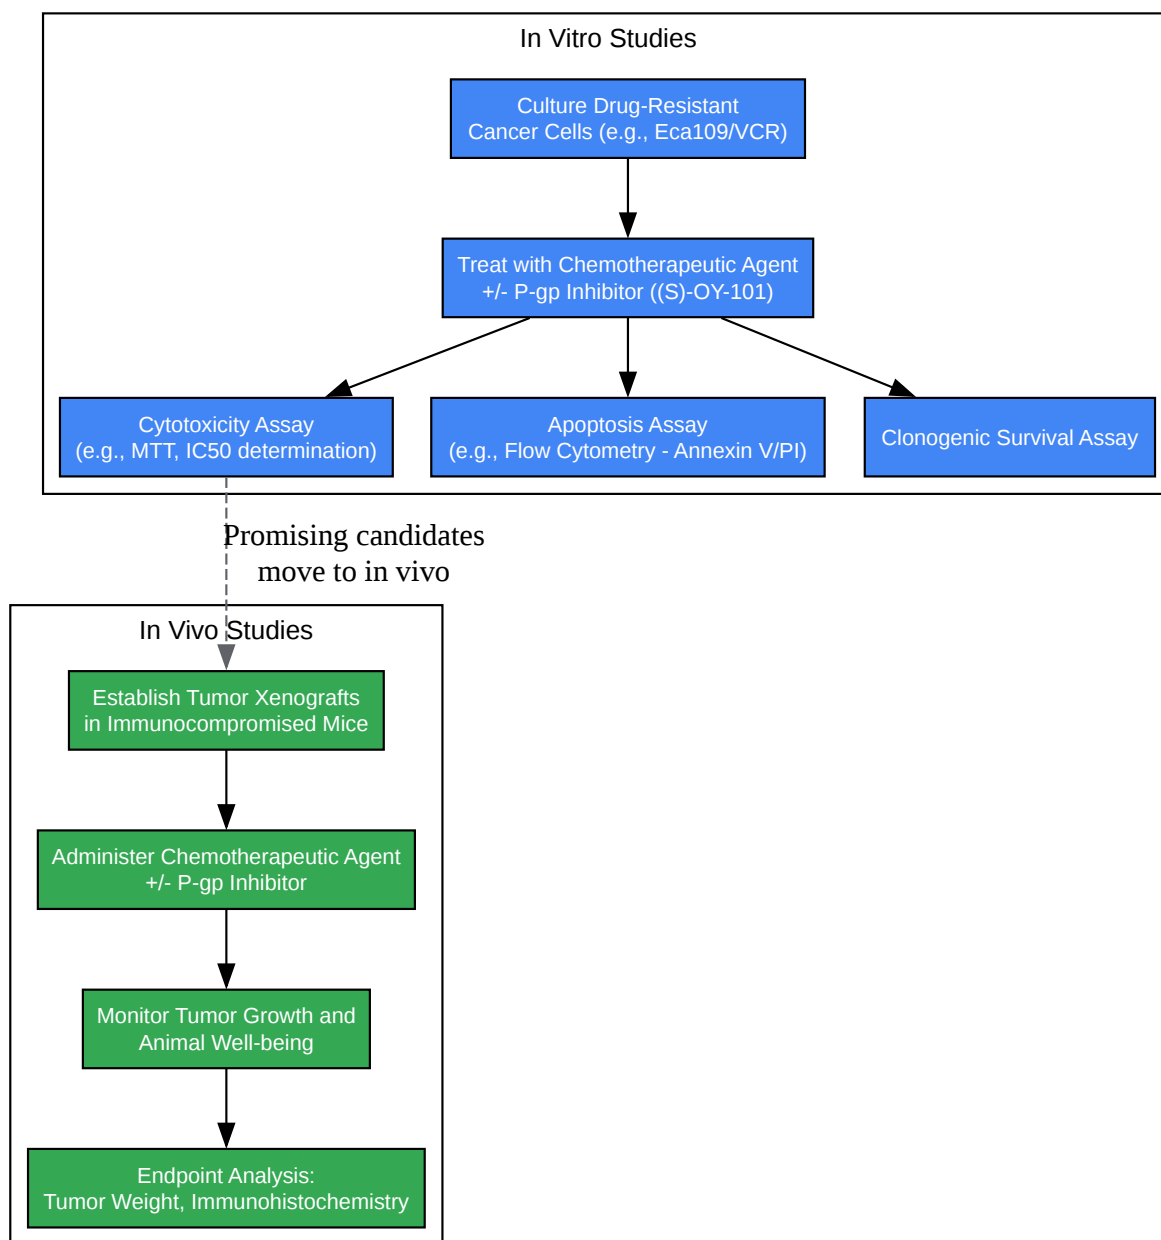 In Vitro Studies
Culture Drug-Resistant
Cancer Cells (e.g., Eca109/VCR)
Treat with Chemotherapeutic Agent
+/- P-gp Inhibitor ((S)-OY-101)
Cytotoxicity Assay
(e.g., MTT, IC50 determination)
Apoptosis Assay
(e.g., Flow Cytometry - Annexin V/PI)
Clonogenic Survival Assay
Promising candidates
move to in vivo
In Vivo Studies
Establish Tumor Xenografts
in Immunocompromised Mice
Administer Chemotherapeutic Agent
+/- P-gp Inhibitor
Monitor Tumor Growth and
Animal Well-being
Endpoint Analysis:
Tumor Weight, Immunohistochemistry